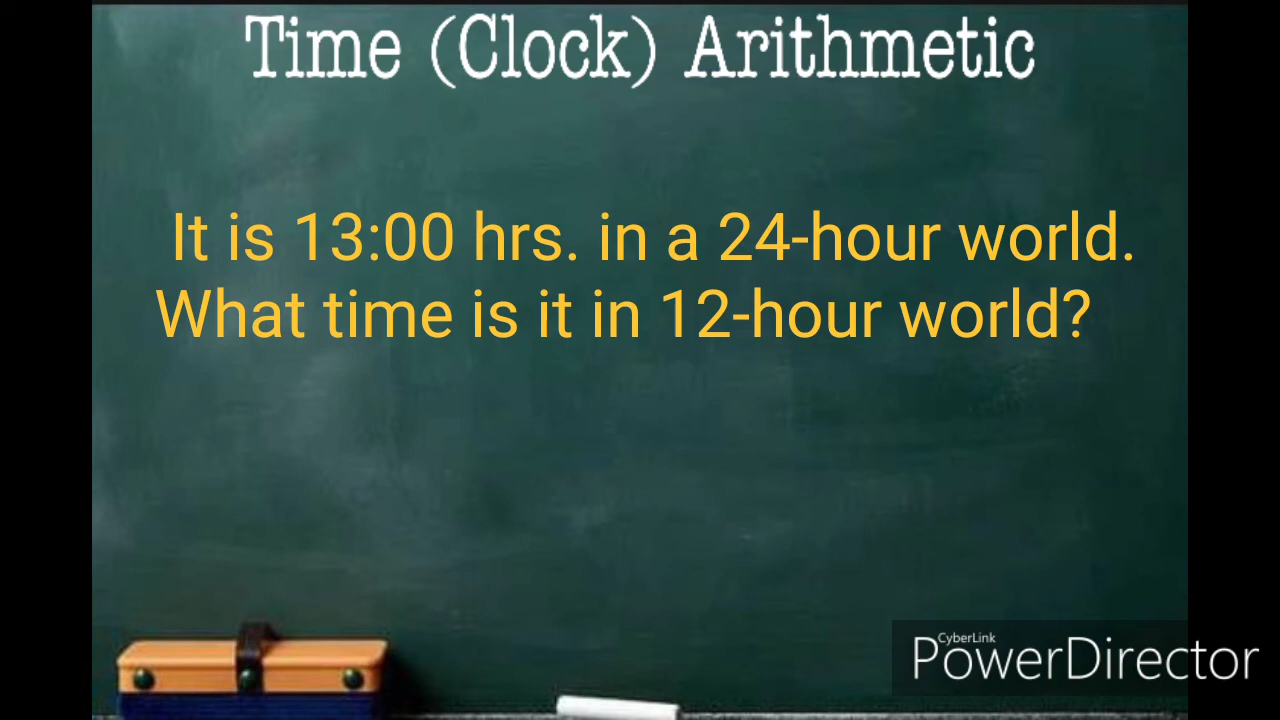 Time (Clock) Arithmetic
It is 13:00 hrs. in a 24-hour world.
What time is it in 12-hour world?
CyberLink
PowerDirector